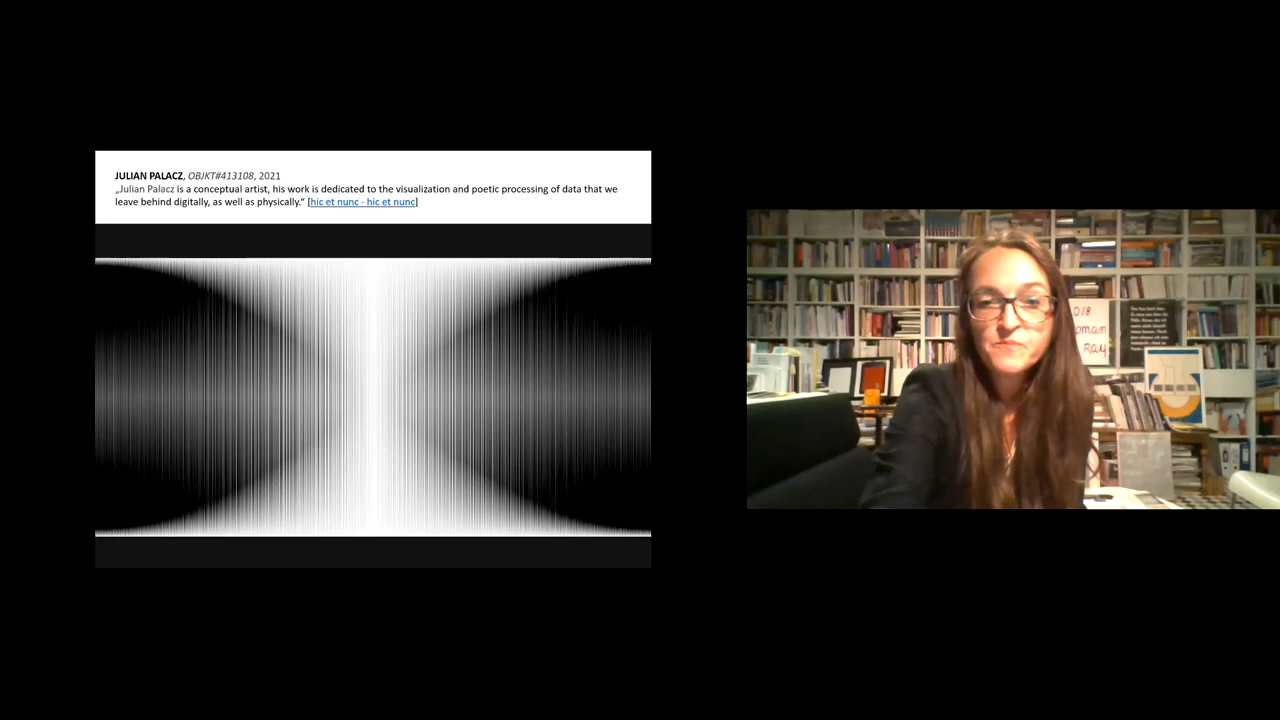 JULIAN PALACZ, OBJKT#413108, 2021
„Julian Palacz is a conceptual artist, his work is dedicated to the visualization and poetic processing of data that we
leave behind digitally, as well as physically.“ [hic et nunc - hic et nunc]
Ray